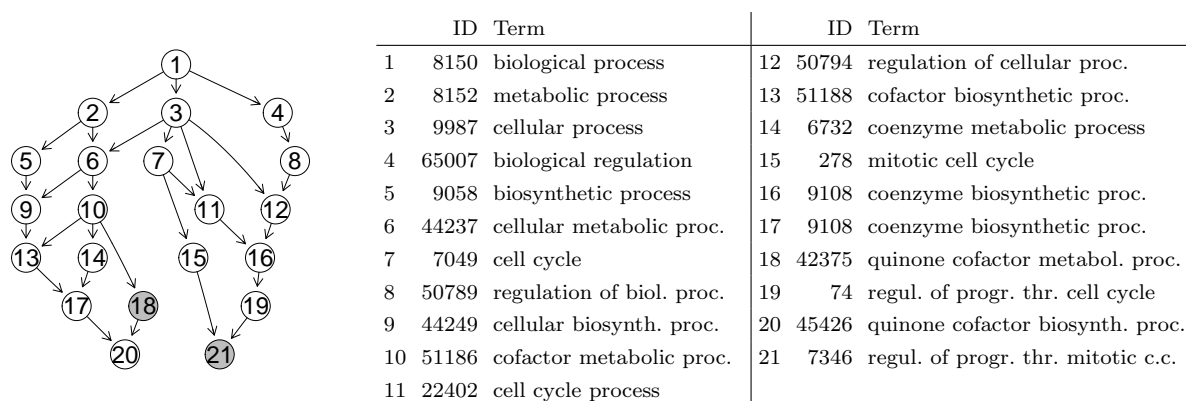 1
2 3 4
5 6 7 8
9 10 11 12
13 14 15 16
17 18 19
20 21
ID Term ID Term
1 8150 biological process 12 50794 regulation of cellular proc.
2 8152 metabolic process 13 51188 cofactor biosynthetic proc.
3 9987 cellular process 14 6732 coenzyme metabolic process
4 65007 biological regulation 15 278 mitotic cell cycle
5 9058 biosynthetic process 16 9108 coenzyme biosynthetic proc.
6 44237 cellular metabolic proc. 17 9108 coenzyme biosynthetic proc.
7 7049 cell cycle 18 42375 quinone cofactor metabol. proc.
8 50789 regulation of biol. proc. 19 74 regul. of progr. thr. cell cycle
9 44249 cellular biosynth. proc. 20 45426 quinone cofactor biosynth. proc.
10 51186 cofactor metabolic proc. 21 7346 regul. of progr. thr. mitotic c.c.
11 22402 cell cycle process